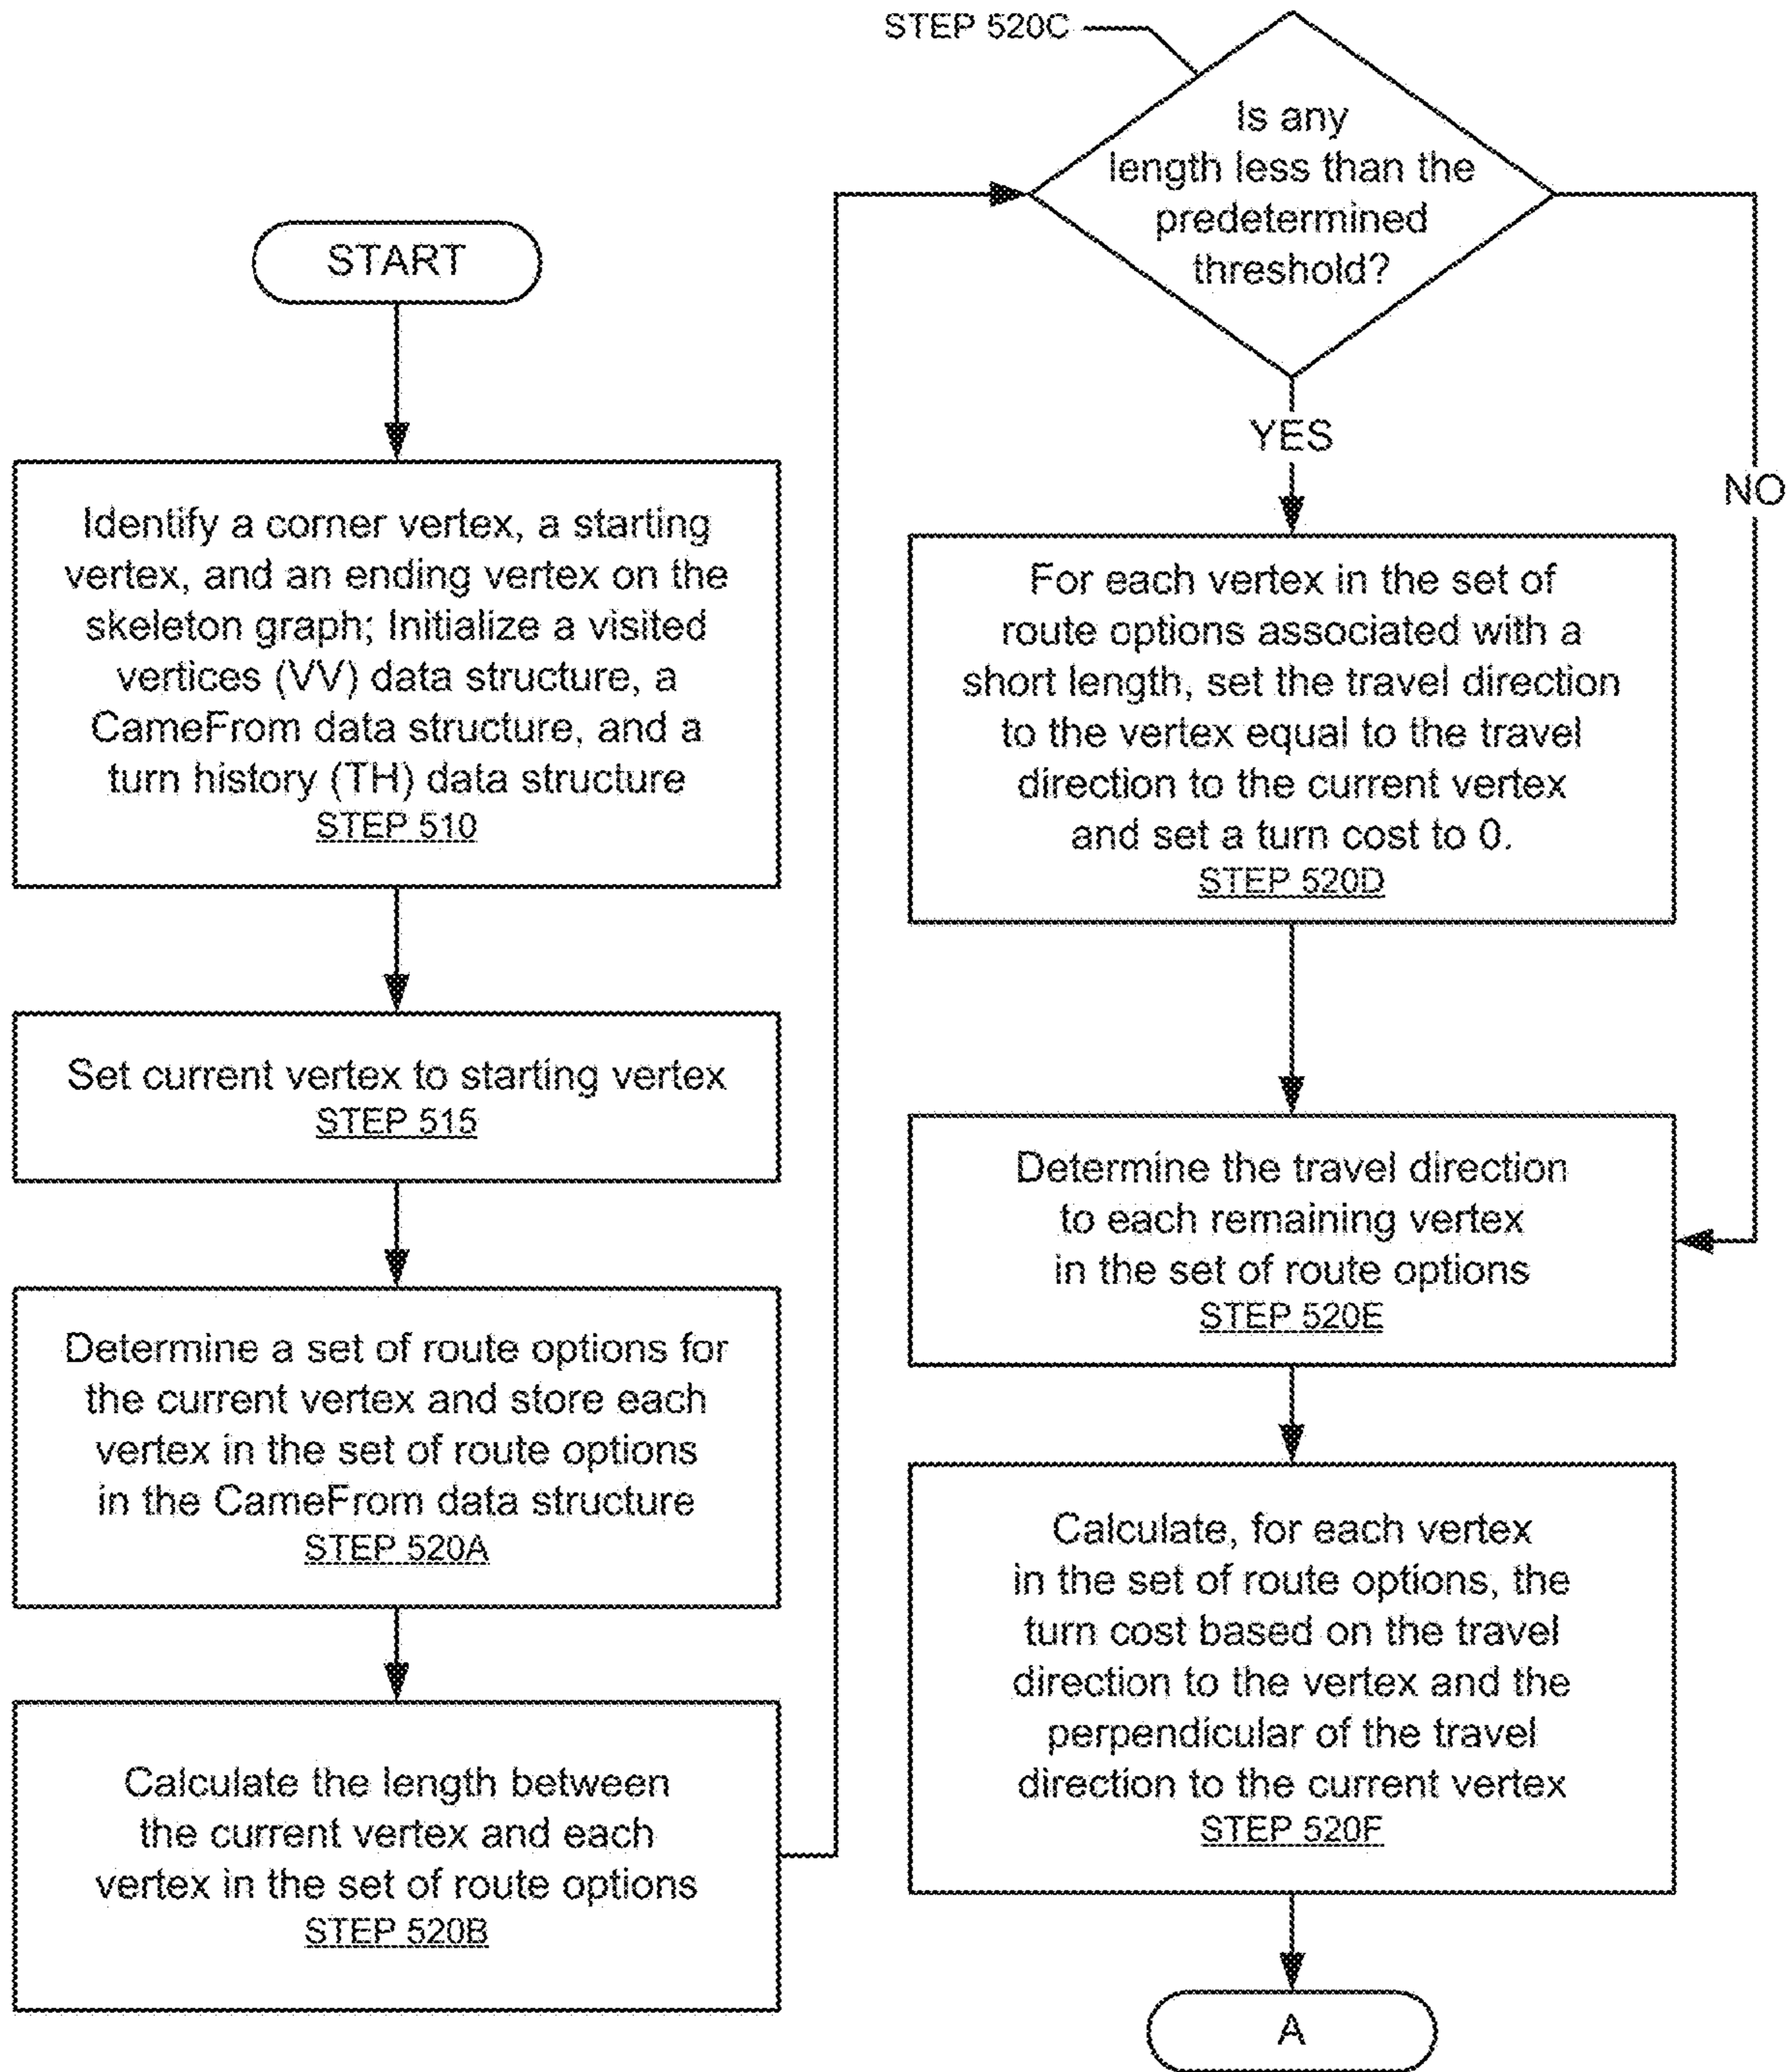 START
Identify a corner vertex, a starting
vertex, and an ending vertex on the
skeleton graph; Initialize a visited
vertices (VV) data structure, a
CameFrom data structure, and a
turn history (TH) data structure
STEP 510
Set current vertex to starting vertex
STEP 515
Determine a set of route options for
the current vertex and store each
vertex in the set of route options
in the CameFrom data structure
STEP 520A
Calculate the length between
the current vertex and each
vertex in the set of route options
STEP 520B
STEP 520C
Is any
length less than the
predetermined
threshold?
YES
NO
For each vertex in the set of
route options associated with a
short length, set the travel direction
to the vertex equal to the travel
direction to the current vertex
and set a turn cost to 0.
STEP 520D
Determine the travel direction
to each remaining vertex
in the set of route options
STEP 520E
Calculate, for each vertex
in the set of route options, the
turn cost based on the travel
direction to the vertex and the
perpendicular of the travel
direction to the current vertex
STEP 520F
A